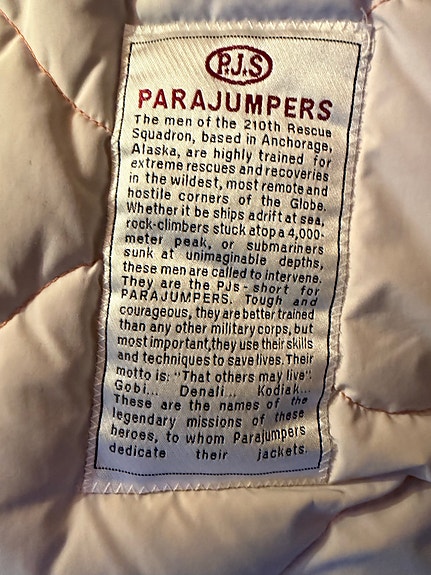 P.J.S
PARAJUMPERS
The men of the 210th Rescue
Squadron, based in Anchorage,
Alaska, are highly trained for
extreme rescues and recoveries
in the wildest, most remote and
hostile corners of the Globe.
Whether it be ships adrift at sea,
rock-climbers stuck atop a 4,000-
meter peak, or submariners
sunk at unimaginable depths,
these men are called to intervene.
They are the PJs - short for
PARAJUMPERS. Tough and
courageous, they are better trained
than any other military corps, but
most important,they use their skills
and techniques to save lives. Their
motto is: "That others may live".
Gobi... Denali... Kodiak...
These are the names of the
legendary missions of these
heroes, to whom Parajumpers
dedicate their jackets.